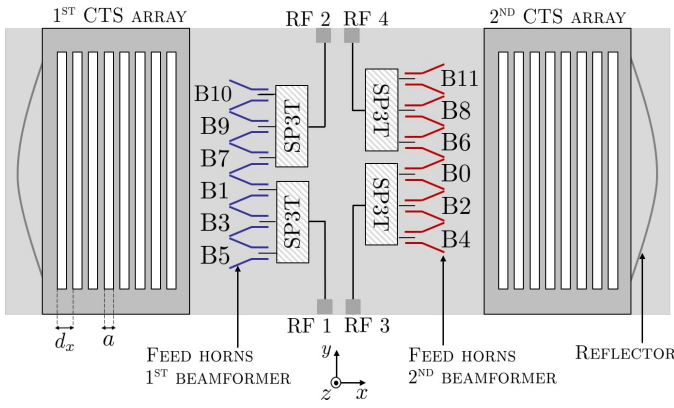 1ST CTS ARRAY
RF 2
RF 4
2ND CTS ARRAY
B10
B9
B7
B1
B3
B5
SP3T
SP3T
SP3T
SP3T
B11
B8
B6
B0
B2
B4
RF 1
RF 3
dx
a
FEED HORNS
1ST BEAMFORMER
y
z
x
FEED HORNS
2ND BEAMFORMER
REFLECTOR